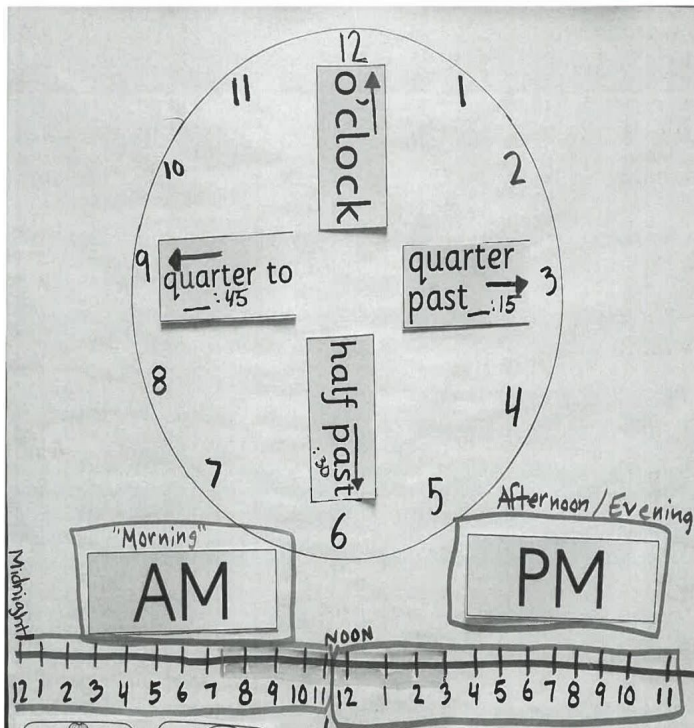 12
11
1
o'clock
10
2
9
quarter to
_:45
quarter
past_:15
3
8
half past
:30
4
7
5
6
Afternoon/Evening
"Morning"
AM
PM
Midnight
NOON
12 1 2 3 4 5 6 7 8 9 10 11 12 1 2 3 4 5 6 7 8 9 10 11